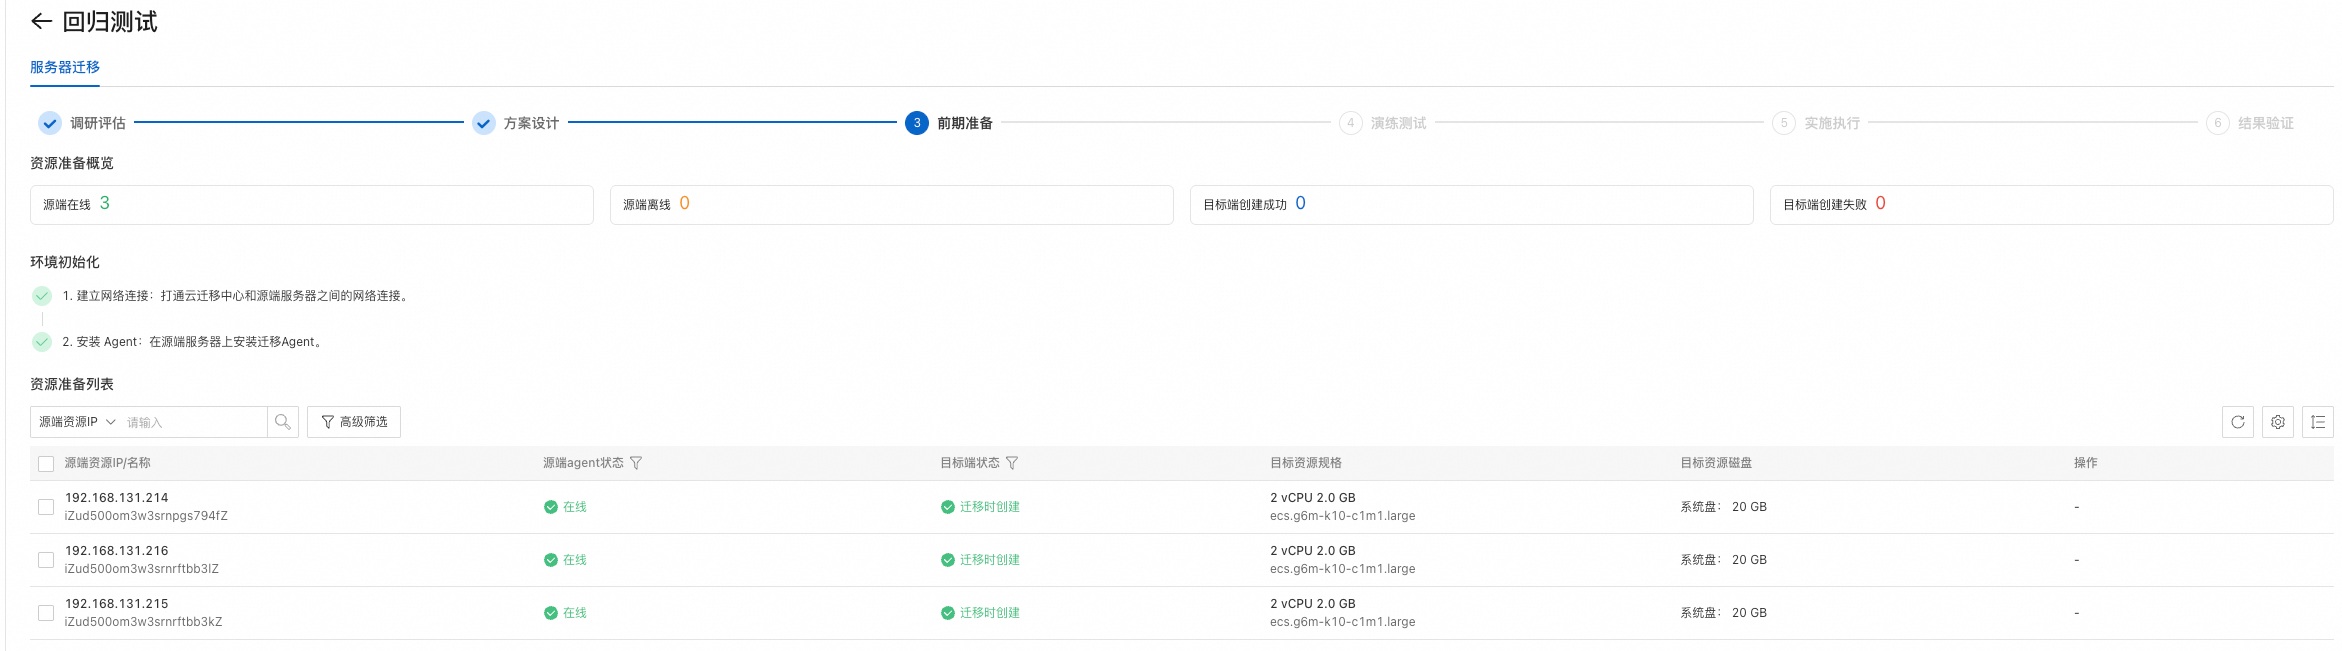 回归测试
服务器迁移
调研评估
方案设计
3 前期准备
4 演练测试
5 实施执行
6 结果验证
资源准备概览
源端在线 3
源端离线 0
目标端创建成功 0
目标端创建失败 0
环境初始化
1. 建立网络连接：打通云迁移中心和源端服务器之间的网络连接。
2. 安装 Agent：在源端服务器上安装迁移Agent。
资源准备列表
源端资源IP 请输入 高级筛选
源端资源IP/名称 源端agent状态 目标端状态 目标资源规格 目标资源磁盘 操作
192.168.131.214 2 vCPU 2.0 GB
在线 迁移时创建 系统盘： 20 GB -
iZud500om3w3srnpgs794fZ ecs.g6m-k10-c1m1.large
192.168.131.216 2 vCPU 2.0 GB
在线 迁移时创建 系统盘： 20 GB -
iZud500om3w3srnrftbb3lZ ecs.g6m-k10-c1m1.large
192.168.131.215 2 vCPU 2.0 GB
在线 迁移时创建 系统盘： 20 GB -
iZud500om3w3srnrftbb3kZ ecs.g6m-k10-c1m1.large